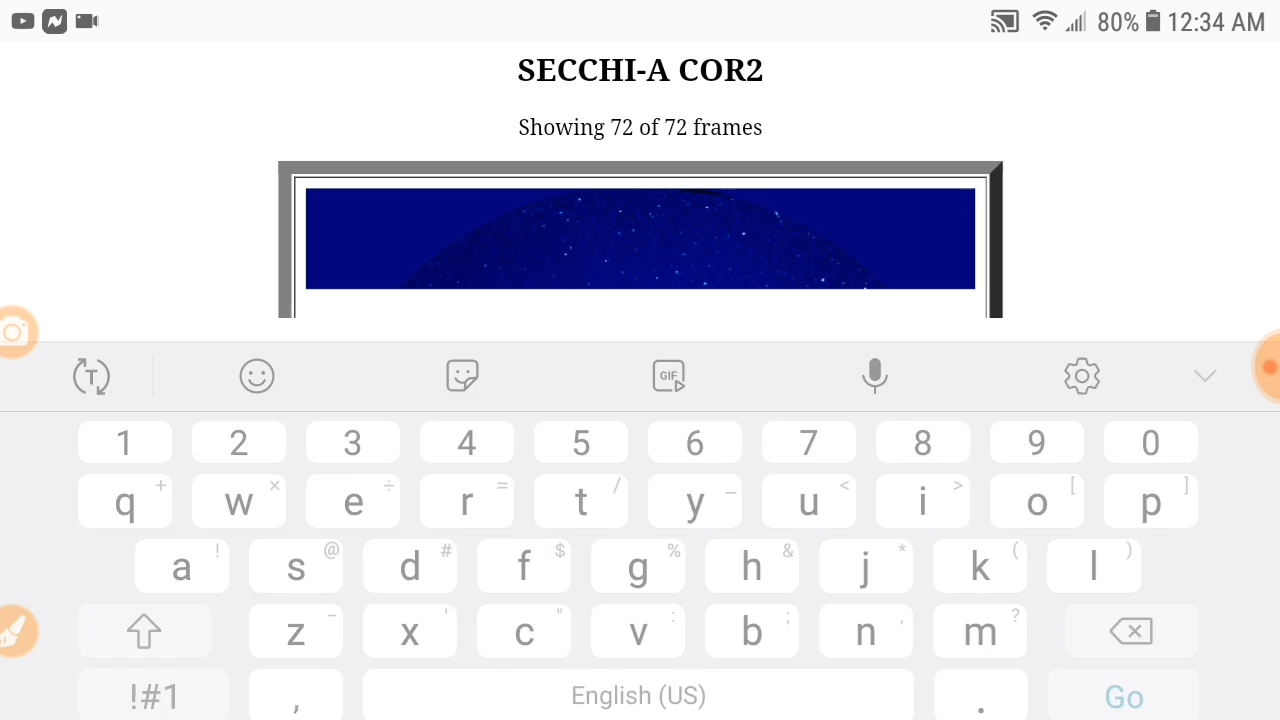 80% 12:34 AM
SECCHI-A COR2
Showing 72 of 72 frames
T GIF
1 2 3 4 5 6 7 8 9 0
q + w × e ÷ r = t / y _ u < i > o [ p ]
a ! s @ d # f $ g % h & j * k ( l )
z - x ' c " v : b ; n , m ?
!#1 , English (US) . Go